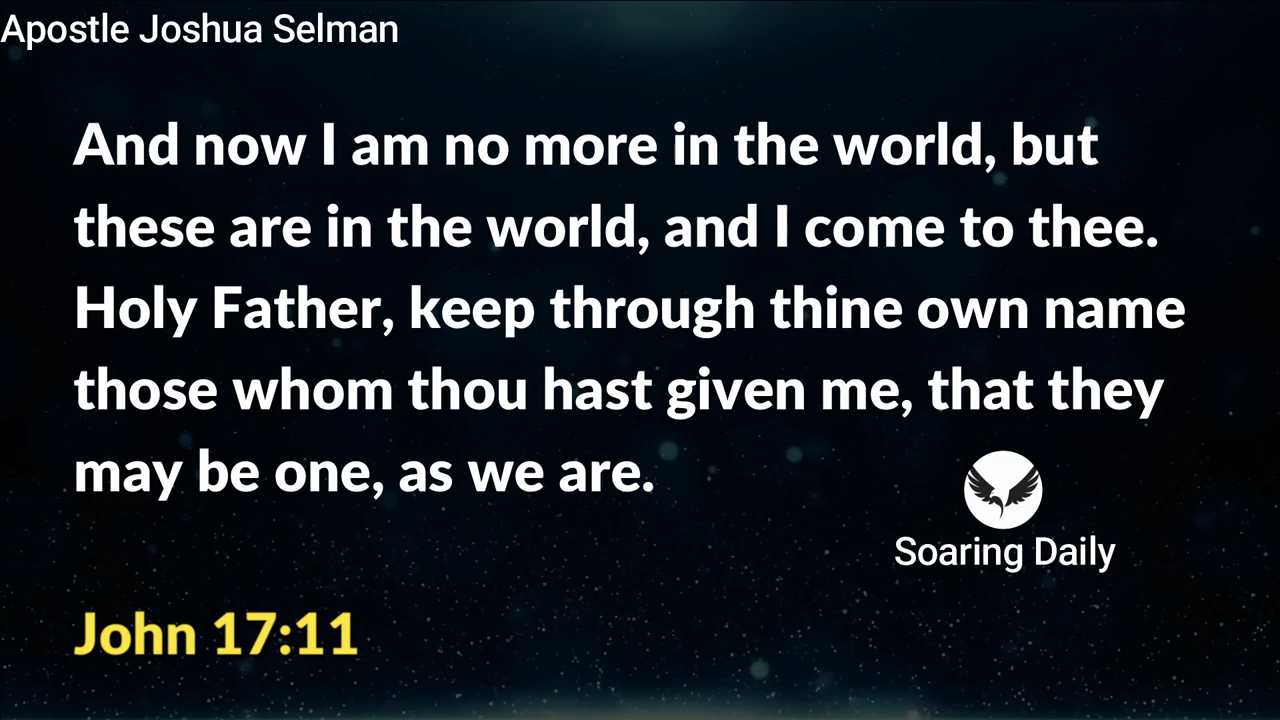 Apostle Joshua Selman
And now I am no more in the world, but
these are in the world, and I come to thee.
Holy Father, keep through thine own name
those whom thou hast given me, that they
may be one, as we are.
Soaring Daily
John 17:11